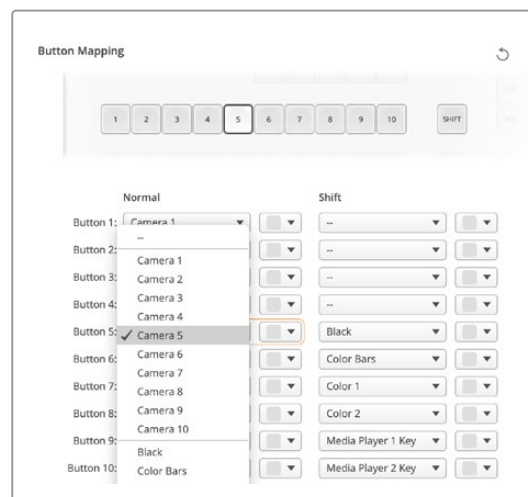 Button Mapping
1 2 3 4 5 6 7 8 9 10 SHIFT
Normal Shift
Button 1: Camera 1 --
--
Button 2: --
Camera 1
Button 3: Camera 2 --
Camera 3
Button 4: Camera 4 --
Button 5: ✓ Camera 5 Black
Button 6: Camera 6 Color Bars
Camera 7
Button 7: Color 1
Camera 8
Button 8: Camera 9 Color 2
Camera 10
Button 9: Media Player 1 Key
Black
Button 10: Color Bars Media Player 2 Key